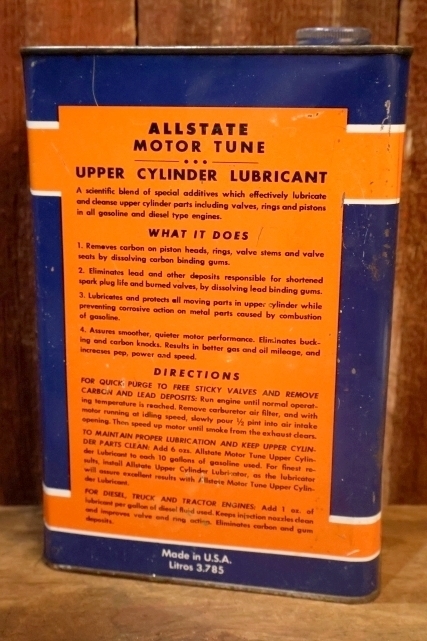 ALLSTATE
MOTOR TUNE
UPPER CYLINDER LUBRICANT
A scientific blend of special additives which effectively lubricate
and cleanse upper cylinder parts including valves, rings and pistons
in all gasoline and diesel type engines.
WHAT IT DOES
1. Removes carbon on piston heads, rings, valve stems and valve
seats by dissolving carbon binding gums.
2. Eliminates lead and other deposits responsible for shortened
spark plug life and burned valves, by dissolving lead binding gums.
3. Lubricates and protects all moving parts in upper cylinder while
preventing corrosive action on metal parts caused by combustion
of gasoline.
4. Assures smoother, quieter motor performance. Eliminates buck-
ing and carbon knocks. Results in better gas and oil mileage, and
increases pep, power and speed.
DIRECTIONS
FOR QUICK PURGE TO FREE STICKY VALVES AND REMOVE
CARBON AND LEAD DEPOSITS: Run engine until normal operat-
ing temperature is reached. Remove carburetor air filter, and with
motor running at idling speed, slowly pour ½ pint into air intake
opening. Then speed up motor until smoke from the exhaust clears.
TO MAINTAIN PROPER LUBRICATION AND KEEP UPPER CYLIN-
DER PARTS CLEAN: Add 6 ozs. Allstate Motor Tune Upper Cylin-
der Lubricant to each 10 gallons of gasoline used. For finest re-
sults, install Allstate Upper Cylinder Lubricator, as the lubricator
will assure excellent results with Allstate Motor Tune Upper Cylin-
der Lubricant.
FOR DIESEL, TRUCK AND TRACTOR ENGINES: Add 1 oz. of
lubricant per gallon of diesel fluid used. Keeps injection nozzles clean
and improves valve and ring action. Eliminates carbon and gum
deposits.
Made in U.S.A.
Litros 3.785